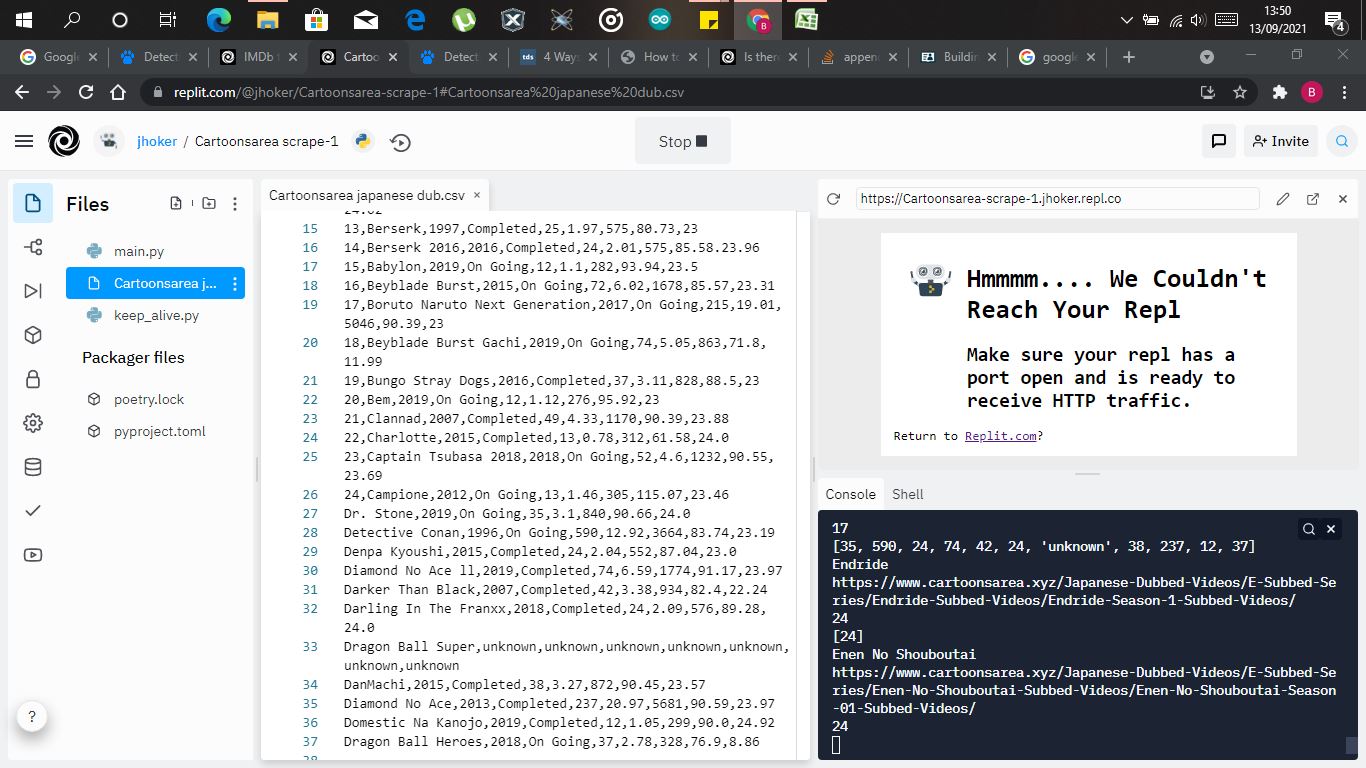 13:50
13/09/2021
4
Google
Detect
IMDb t
Cartoo
Detect
tds
4 Ways
How to
Is ther
appen
Buildin
google
replit.com/@jhoker/Cartoonsarea-scrape-1#Cartoonsarea%20japanese%20dub.csv
B
jhoker / Cartoonsarea scrape-1
Stop
Invite
Files
main.py
Cartoonsarea j...
keep_alive.py
Packager files
poetry.lock
pyproject.toml
?
Cartoonsarea japanese dub.csv
24.02
15 13,Berserk,1997,Completed,25,1.97,575,80.73,23
16 14,Berserk 2016,2016,Completed,24,2.01,575,85.58.23.96
17 15,Babylon,2019,On Going,12,1.1,282,93.94,23.5
18 16,Beyblade Burst,2015,On Going,72,6.02,1678,85.57,23.31
19 17,Boruto Naruto Next Generation,2017,On Going,215,19.01,
5046,90.39,23
20 18,Beyblade Burst Gachi,2019,On Going,74,5.05,863,71.8,
11.99
21 19,Bungo Stray Dogs,2016,Completed,37,3.11,828,88.5,23
22 20,Bem,2019,On Going,12,1.12,276,95.92,23
23 21,Clannad,2007,Completed,49,4.33,1170,90.39,23.88
24 22,Charlotte,2015,Completed,13,0.78,312,61.58,24.0
25 23,Captain Tsubasa 2018,2018,On Going,52,4.6,1232,90.55,
23.69
26 24,Campione,2012,On Going,13,1.46,305,115.07,23.46
27 Dr. Stone,2019,On Going,35,3.1,840,90.66,24.0
28 Detective Conan,1996,On Going,590,12.92,3664,83.74,23.19
29 Denpa Kyoushi,2015,Completed,24,2.04,552,87.04,23.0
30 Diamond No Ace ll,2019,Completed,74,6.59,1774,91.17,23.97
31 Darker Than Black,2007,Completed,42,3.38,934,82.4,22.24
32 Darling In The Franxx,2018,Completed,24,2.09,576,89.28,
24.0
33 Dragon Ball Super,unknown,unknown,unknown,unknown,unknown,
unknown,unknown
34 DanMachi,2015,Completed,38,3.27,872,90.45,23.57
35 Diamond No Ace,2013,Completed,237,20.97,5681,90.59,23.97
36 Domestic Na Kanojo,2019,Completed,12,1.05,299,90.0,24.92
37 Dragon Ball Heroes,2018,On Going,37,2.78,328,76.9,8.86
38
https://Cartoonsarea-scrape-1.jhoker.repl.co
Hmmmm.... We Couldn't
Reach Your Repl
Make sure your repl has a
port open and is ready to
receive HTTP traffic.
Return to Replit.com?
Console Shell
17
[35, 590, 24, 74, 42, 24, 'unknown', 38, 237, 12, 37]
Endride
https://www.cartoonsarea.xyz/Japanese-Dubbed-Videos/E-Subbed-Se
ries/Endride-Subbed-Videos/Endride-Season-1-Subbed-Videos/
24
[24]
Enen No Shouboutai
https://www.cartoonsarea.xyz/Japanese-Dubbed-Videos/E-Subbed-Se
ries/Enen-No-Shouboutai-Subbed-Videos/Enen-No-Shouboutai-Season
-01-Subbed-Videos/
24